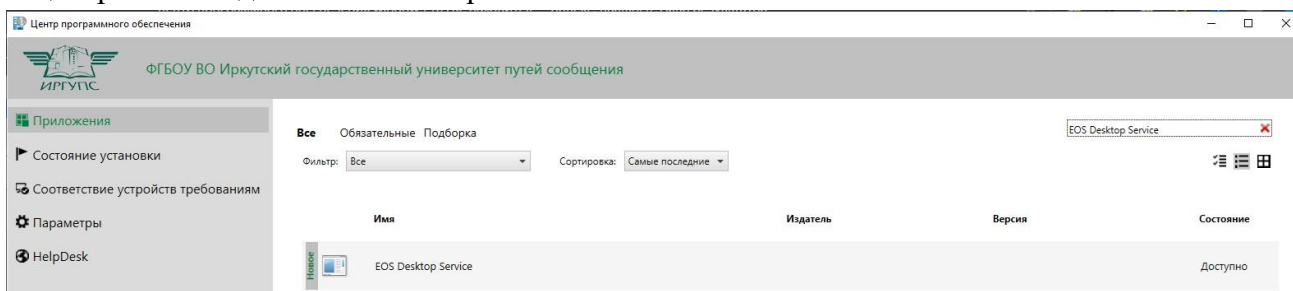 Центр программного обеспечения
ИРГУПС
ФГБОУ ВО Иркутский государственный университет путей сообщения
Приложения
Состояние установки
Соответствие устройств требованиям
Параметры
HelpDesk
Все Обязательные Подборка
EOS Desktop Service
Фильтр: Все Сортировка: Самые последние
Имя Издатель Версия Состояние
Новое EOS Desktop Service Доступно